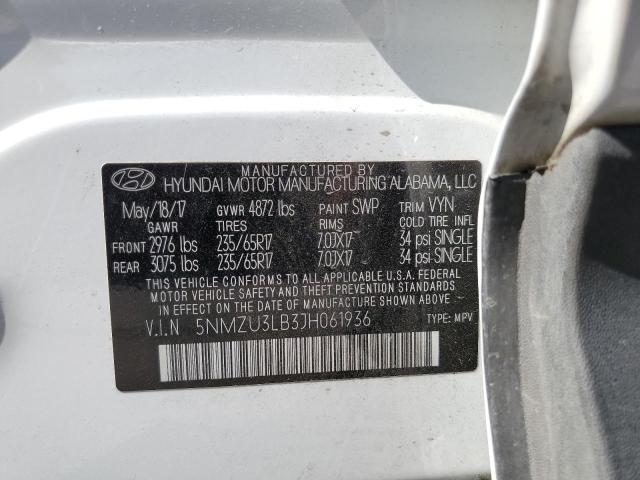 MANUFACTURED BY
HYUNDAI MOTOR MANUFACTURING ALABAMA, LLC
May/18/17 GVWR 4872 lbs PAINT SWP TRIM VYN
GAWR TIRES RIMS COLD TIRE INFL
FRONT 2976 lbs 235/65R17 7.0JX17 34 psi SINGLE
REAR 3075 lbs 235/65R17 7.0JX17 34 psi SINGLE
THIS VEHICLE CONFORMS TO ALL APPLICABLE U.S.A. FEDERAL
MOTOR VEHICLE SAFETY AND THEFT PREVENTION STANDARDS
IN EFFECT ON THE DATE OF MANUFACTURE SHOWN ABOVE.
V.I.N 5NMZU3LB3JH061936 TYPE: MPV